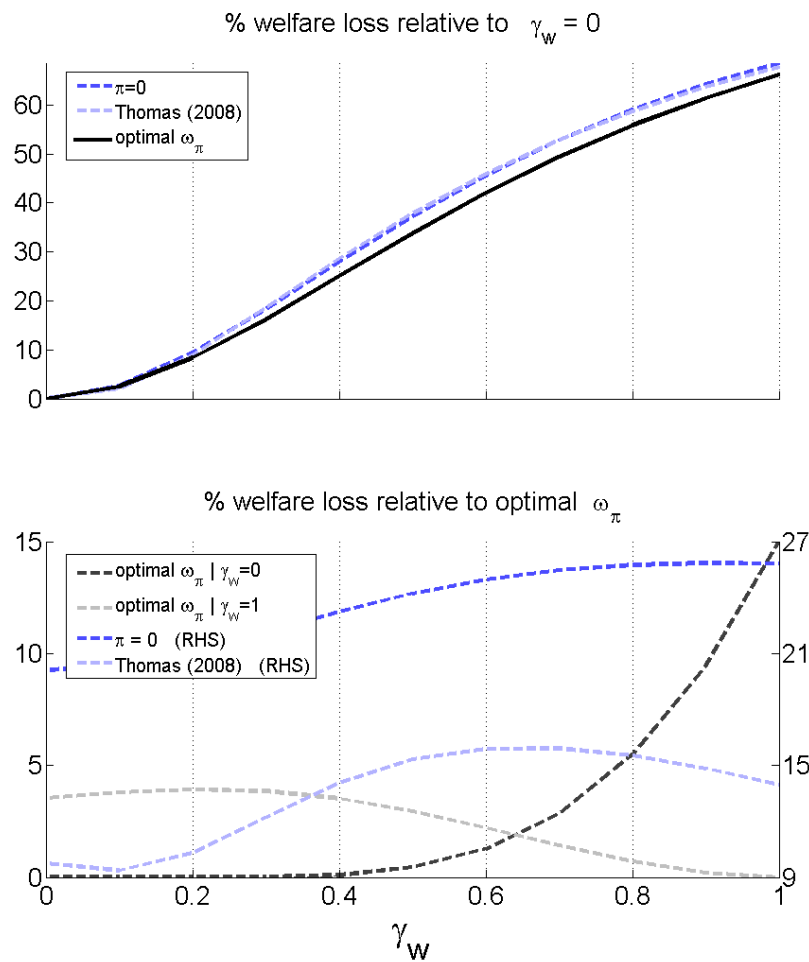 % welfare loss relative to γw = 0
π=0
Thomas (2008)
optimal ωπ
60
50
40
30
20
10
0
% welfare loss relative to optimal ωπ
15
10
5
0
optimal ωπ | γw=0
optimal ωπ | γw=1
π = 0 (RHS)
Thomas (2008) (RHS)
27
21
15
9
0 0.2 0.4 0.6 0.8 1
γw